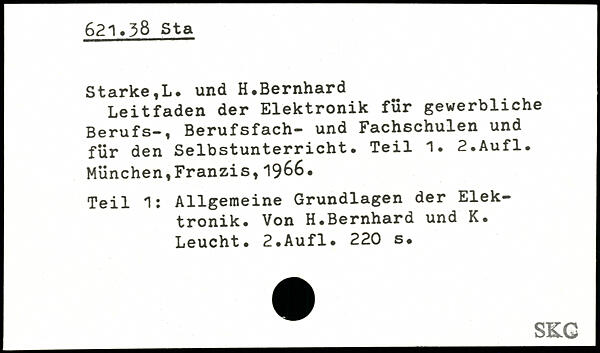 621.38 Sta
Starke,L. und H.Bernhard
Leitfaden der Elektronik für gewerbliche
Berufs-, Berufsfach- und Fachschulen und
für den Selbstunterricht. Teil 1. 2.Aufl.
München,Franzis,1966.
Teil 1: Allgemeine Grundlagen der Elek-
tronik. Von H.Bernhard und K.
Leucht. 2.Aufl. 220 s.
SKC